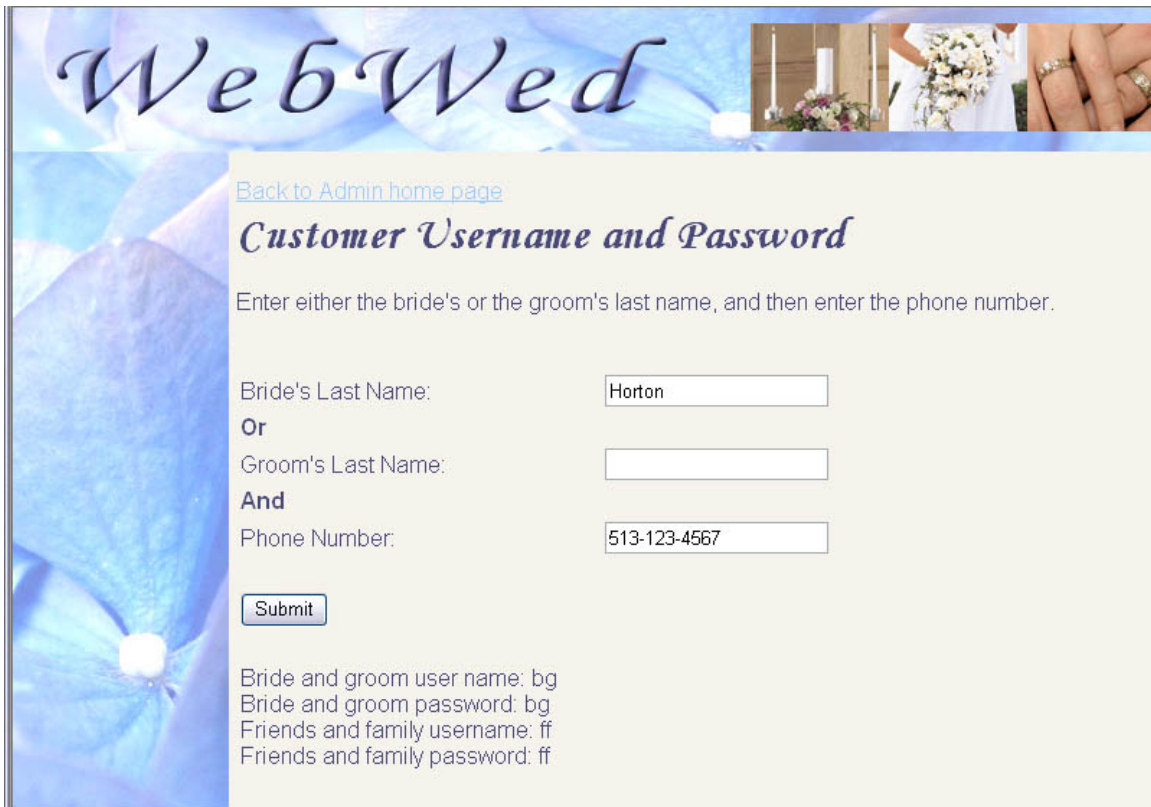 WebWed
Back to Admin home page
Customer Username and Password
Enter either the bride's or the groom's last name, and then enter the phone number.
Bride's Last Name: Horton
Or
Groom's Last Name:
And
Phone Number: 513-123-4567
Submit
Bride and groom user name: bg
Bride and groom password: bg
Friends and family username: ff
Friends and family password: ff